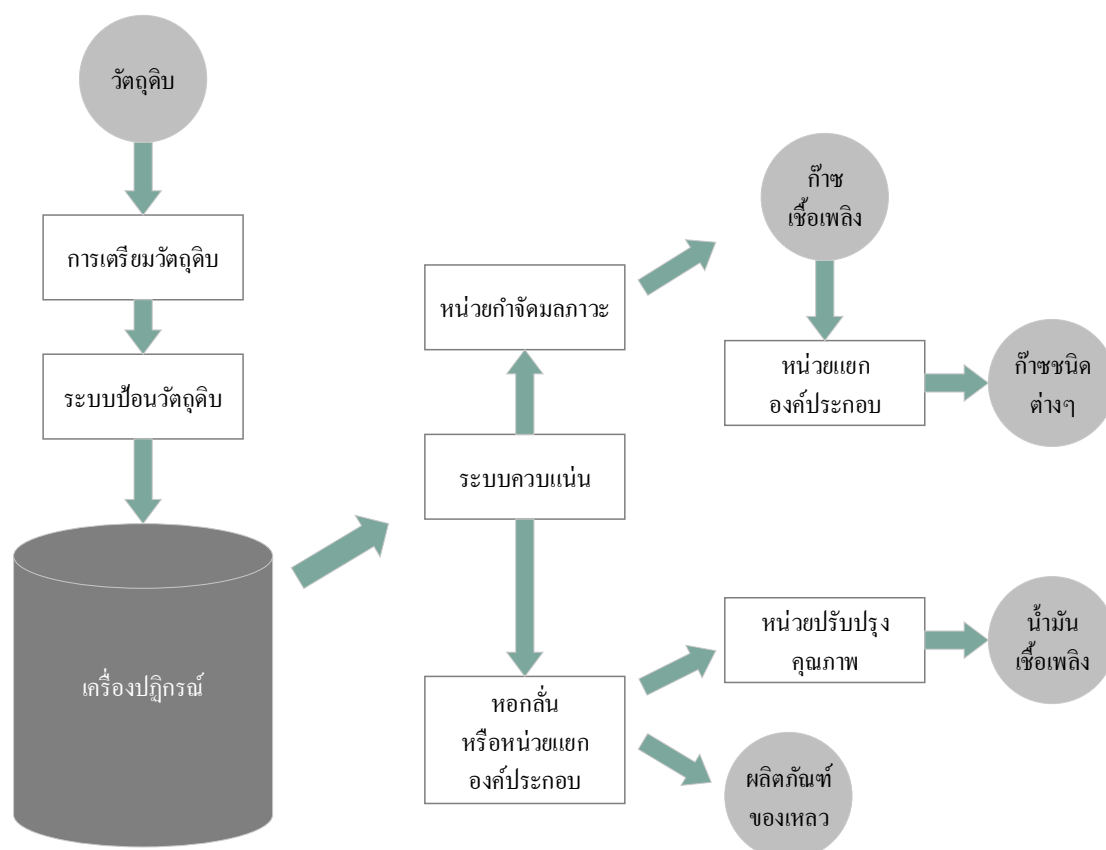 วัตถุดิบ
การเตรียมวัตถุดิบ
ระบบป้อนวัตถุดิบ
เครื่องปฏิกรณ์
หน่วยกำจัดมลภาวะ
ระบบควบแน่น
หอกลั่น
หรือหน่วยแยก
องค์ประกอบ
ก๊าซ
เชื้อเพลิง
หน่วยแยก
องค์ประกอบ
ก๊าซชนิด
ต่างๆ
หน่วยปรับปรุง
คุณภาพ
น้ำมัน
เชื้อเพลิง
ผลิตภัณฑ์
ของเหลว